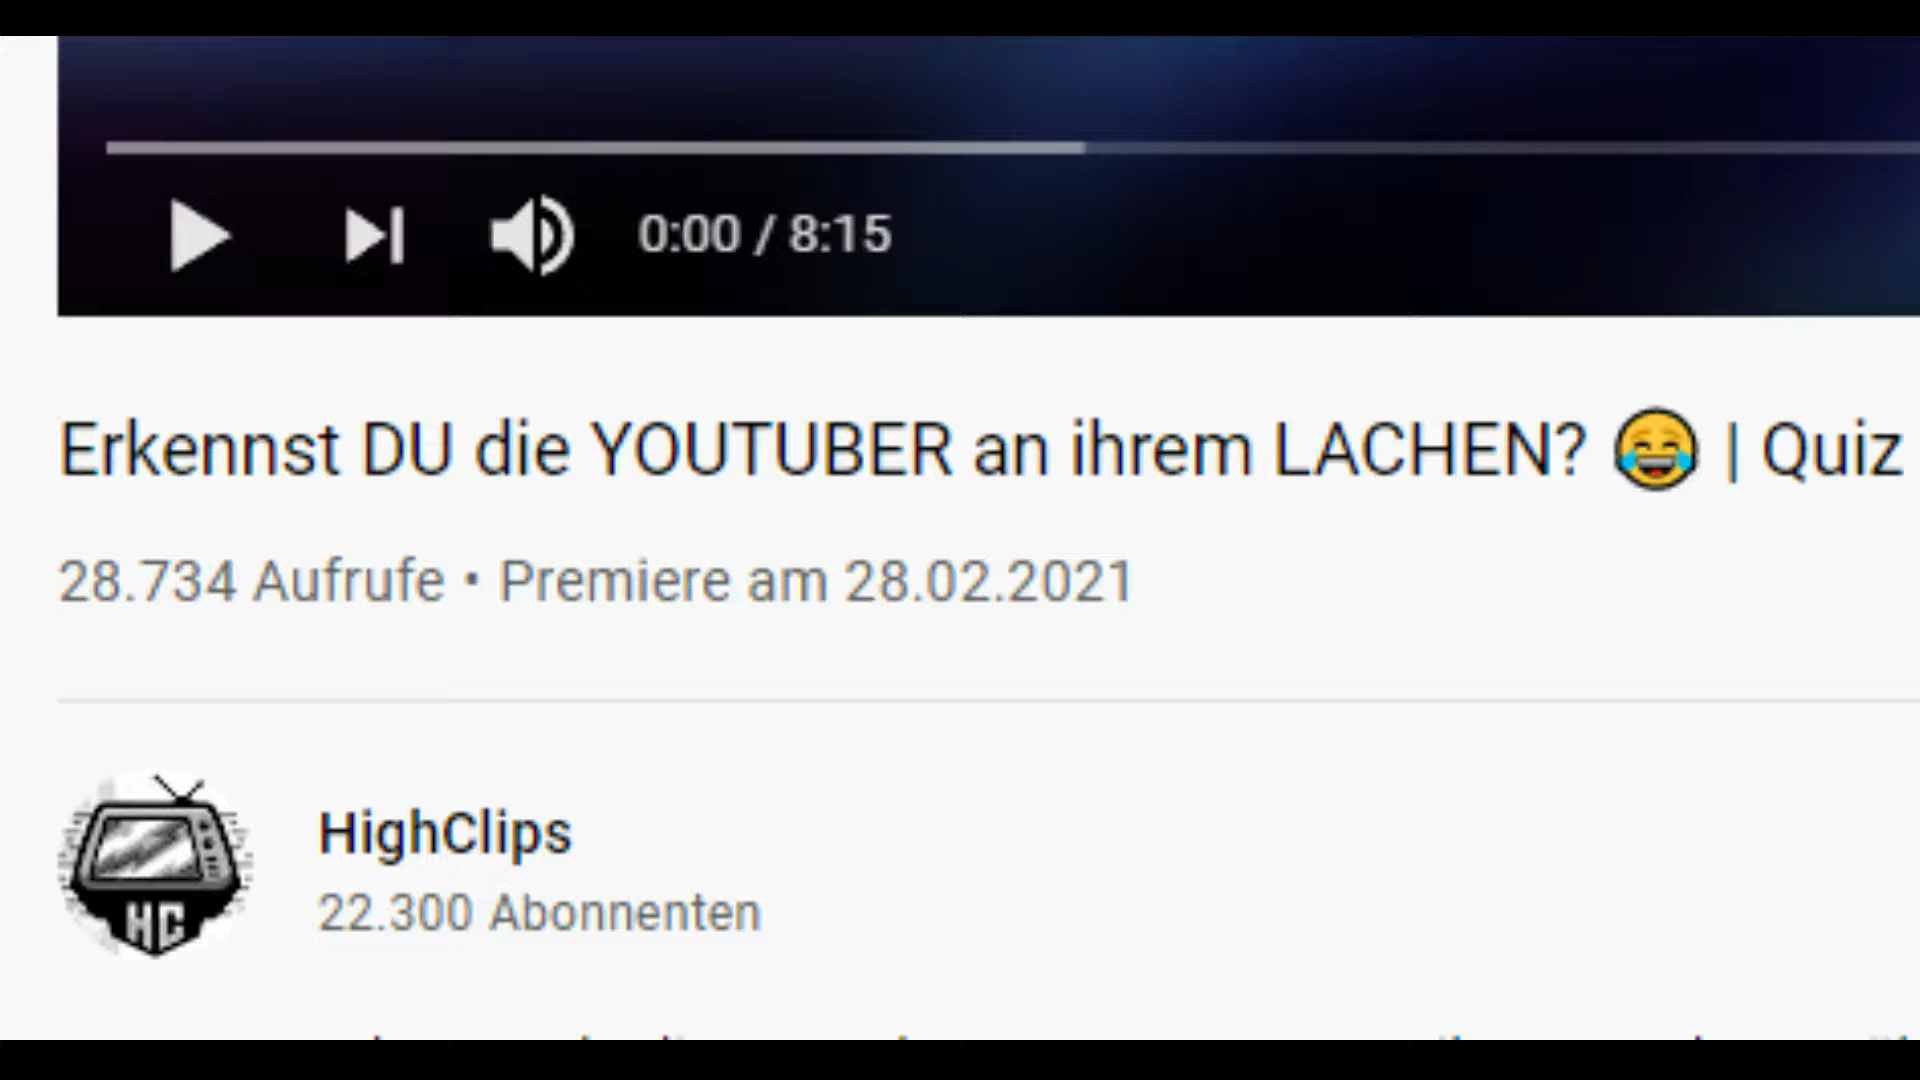 0:00 / 8:15
Erkennst DU die YOUTUBER an ihrem LACHEN? 😂 | Quiz
28.734 Aufrufe • Premiere am 28.02.2021
HC
HighClips
22.300 Abonnenten